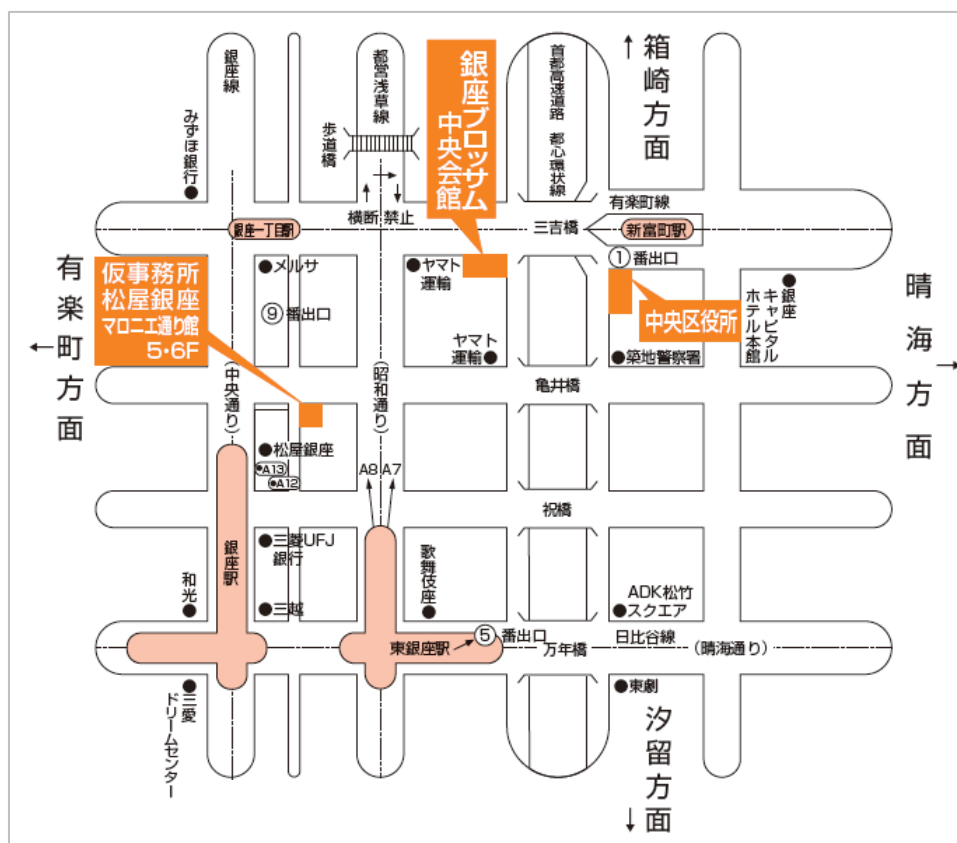 銀座線
都営浅草線
首都高速道路 都心環状線
↑箱崎方面
みずほ銀行
歩道橋
銀座ブロッサム
中央会館
横断禁止
有楽町線
銀座一丁目駅
三吉橋
新富町駅
①番出口
メルサ
ヤマト
運輸
有楽町方面
←
仮事務所
松屋銀座
マロニエ通り館
5・6F
⑨番出口
中央区役所
銀座
キャピタル
ホテル本館
晴海方面
→
ヤマト
運輸
築地警察署
(中央通り)
(昭和通り)
亀井橋
松屋銀座
A13
A12
A8 A7
祝橋
銀座駅
三菱UFJ
銀行
歌舞伎座
和光
三越
ADK松竹
スクエア
東銀座駅
⑤番出口
万年橋
日比谷線
(晴海通り)
三愛
ドリームセンター
東劇
汐留方面
↓